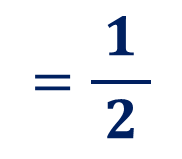 = 1/2